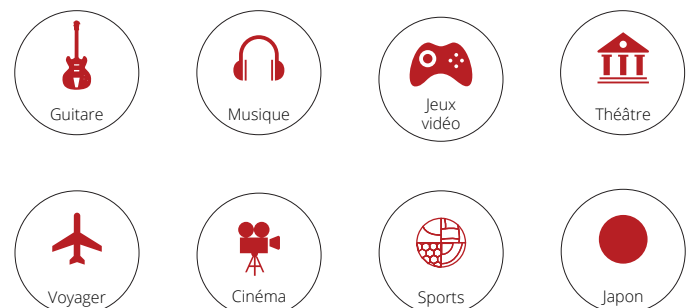 Guitare
Musique
Jeux
vidéo
Théâtre
Voyager
Cinéma
Sports
Japon